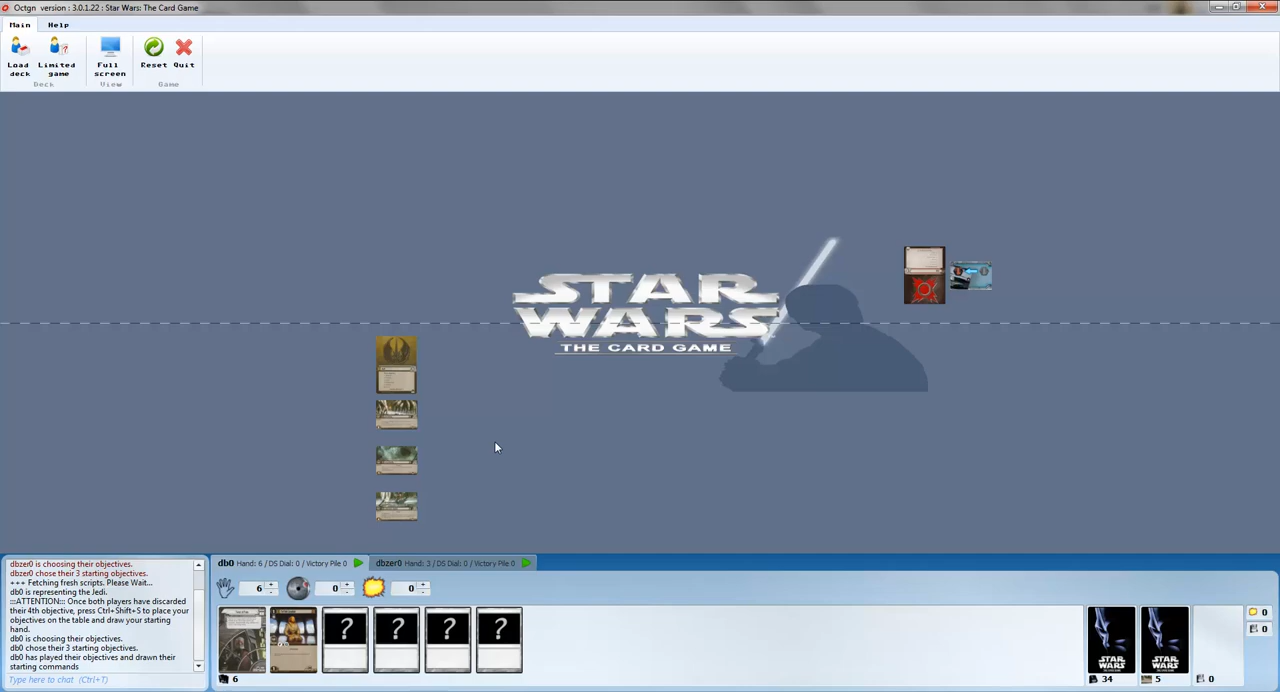 Octgn version : 3.0.1.22 : Star Wars: The Card Game
Main Help
Load deck
Limited game
Full screen
Reset
Quit
Deck
View
Game
STAR
WARS
THE CARD GAME
dbzer0 is choosing their objectives.
dbzer0 chose their 3 starting objectives.
+++ Fetching fresh scripts. Please Wait...
db0 is representing the Jedi.
:::ATTENTION::: Once both players have discarded
their 4th objective, press Ctrl+Shift+S to place your
objectives on the table and draw your starting
hand.
db0 is choosing their objectives.
db0 chose their 3 starting objectives.
db0 has played their objectives and drawn their
starting commands
Type here to chat (Ctrl+T)
db0 Hand: 6 / DS Dial: 0 / Victory Pile 0
dbzer0 Hand: 3 / DS Dial: 0 / Victory Pile 0
6 0 0
? ? ? ?
6
STAR WARS
34
STAR WARS
5
0
0
0